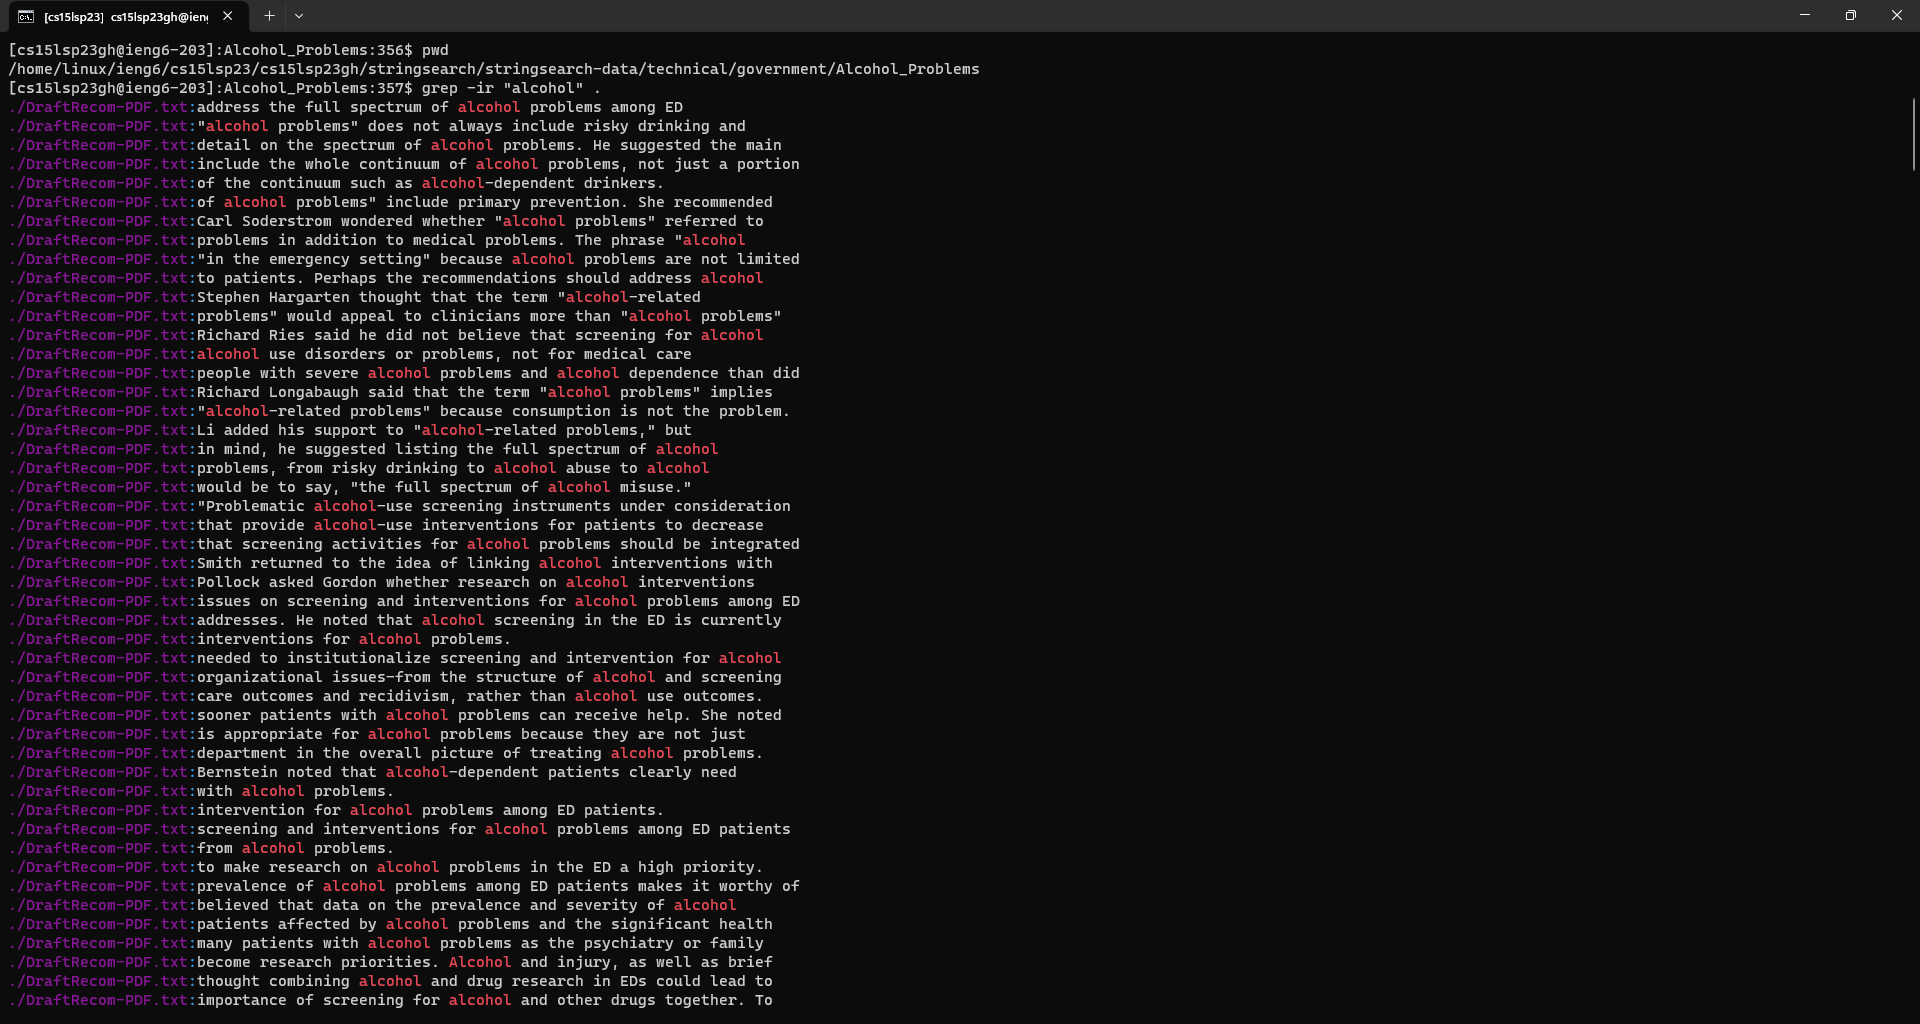 [cs15lsp23] cs15lsp23gh@ien
[cs15lsp23gh@ieng6-203]:Alcohol_Problems:356$ pwd
/home/linux/ieng6/cs15lsp23/cs15lsp23gh/stringsearch/stringsearch-data/technical/government/Alcohol_Problems
[cs15lsp23gh@ieng6-203]:Alcohol_Problems:357$ grep -ir "alcohol" .
./DraftRecom-PDF.txt:address the full spectrum of alcohol problems among ED
./DraftRecom-PDF.txt:"alcohol problems" does not always include risky drinking and
./DraftRecom-PDF.txt:detail on the spectrum of alcohol problems. He suggested the main
./DraftRecom-PDF.txt:include the whole continuum of alcohol problems, not just a portion
./DraftRecom-PDF.txt:of the continuum such as alcohol-dependent drinkers.
./DraftRecom-PDF.txt:of alcohol problems" include primary prevention. She recommended
./DraftRecom-PDF.txt:Carl Soderstrom wondered whether "alcohol problems" referred to
./DraftRecom-PDF.txt:problems in addition to medical problems. The phrase "alcohol
./DraftRecom-PDF.txt:"in the emergency setting" because alcohol problems are not limited
./DraftRecom-PDF.txt:to patients. Perhaps the recommendations should address alcohol
./DraftRecom-PDF.txt:Stephen Hargarten thought that the term "alcohol-related
./DraftRecom-PDF.txt:problems" would appeal to clinicians more than "alcohol problems"
./DraftRecom-PDF.txt:Richard Ries said he did not believe that screening for alcohol
./DraftRecom-PDF.txt:alcohol use disorders or problems, not for medical care
./DraftRecom-PDF.txt:people with severe alcohol problems and alcohol dependence than did
./DraftRecom-PDF.txt:Richard Longabaugh said that the term "alcohol problems" implies
./DraftRecom-PDF.txt:"alcohol-related problems" because consumption is not the problem.
./DraftRecom-PDF.txt:Li added his support to "alcohol-related problems," but
./DraftRecom-PDF.txt:in mind, he suggested listing the full spectrum of alcohol
./DraftRecom-PDF.txt:problems, from risky drinking to alcohol abuse to alcohol
./DraftRecom-PDF.txt:would be to say, "the full spectrum of alcohol misuse."
./DraftRecom-PDF.txt:"Problematic alcohol-use screening instruments under consideration
./DraftRecom-PDF.txt:that provide alcohol-use interventions for patients to decrease
./DraftRecom-PDF.txt:that screening activities for alcohol problems should be integrated
./DraftRecom-PDF.txt:Smith returned to the idea of linking alcohol interventions with
./DraftRecom-PDF.txt:Pollock asked Gordon whether research on alcohol interventions
./DraftRecom-PDF.txt:issues on screening and interventions for alcohol problems among ED
./DraftRecom-PDF.txt:addresses. He noted that alcohol screening in the ED is currently
./DraftRecom-PDF.txt:interventions for alcohol problems.
./DraftRecom-PDF.txt:needed to institutionalize screening and intervention for alcohol
./DraftRecom-PDF.txt:organizational issues-from the structure of alcohol and screening
./DraftRecom-PDF.txt:care outcomes and recidivism, rather than alcohol use outcomes.
./DraftRecom-PDF.txt:sooner patients with alcohol problems can receive help. She noted
./DraftRecom-PDF.txt:is appropriate for alcohol problems because they are not just
./DraftRecom-PDF.txt:department in the overall picture of treating alcohol problems.
./DraftRecom-PDF.txt:Bernstein noted that alcohol-dependent patients clearly need
./DraftRecom-PDF.txt:with alcohol problems.
./DraftRecom-PDF.txt:intervention for alcohol problems among ED patients.
./DraftRecom-PDF.txt:screening and interventions for alcohol problems among ED patients
./DraftRecom-PDF.txt:from alcohol problems.
./DraftRecom-PDF.txt:to make research on alcohol problems in the ED a high priority.
./DraftRecom-PDF.txt:prevalence of alcohol problems among ED patients makes it worthy of
./DraftRecom-PDF.txt:believed that data on the prevalence and severity of alcohol
./DraftRecom-PDF.txt:patients affected by alcohol problems and the significant health
./DraftRecom-PDF.txt:many patients with alcohol problems as the psychiatry or family
./DraftRecom-PDF.txt:become research priorities. Alcohol and injury, as well as brief
./DraftRecom-PDF.txt:thought combining alcohol and drug research in EDs could lead to
./DraftRecom-PDF.txt:importance of screening for alcohol and other drugs together. To